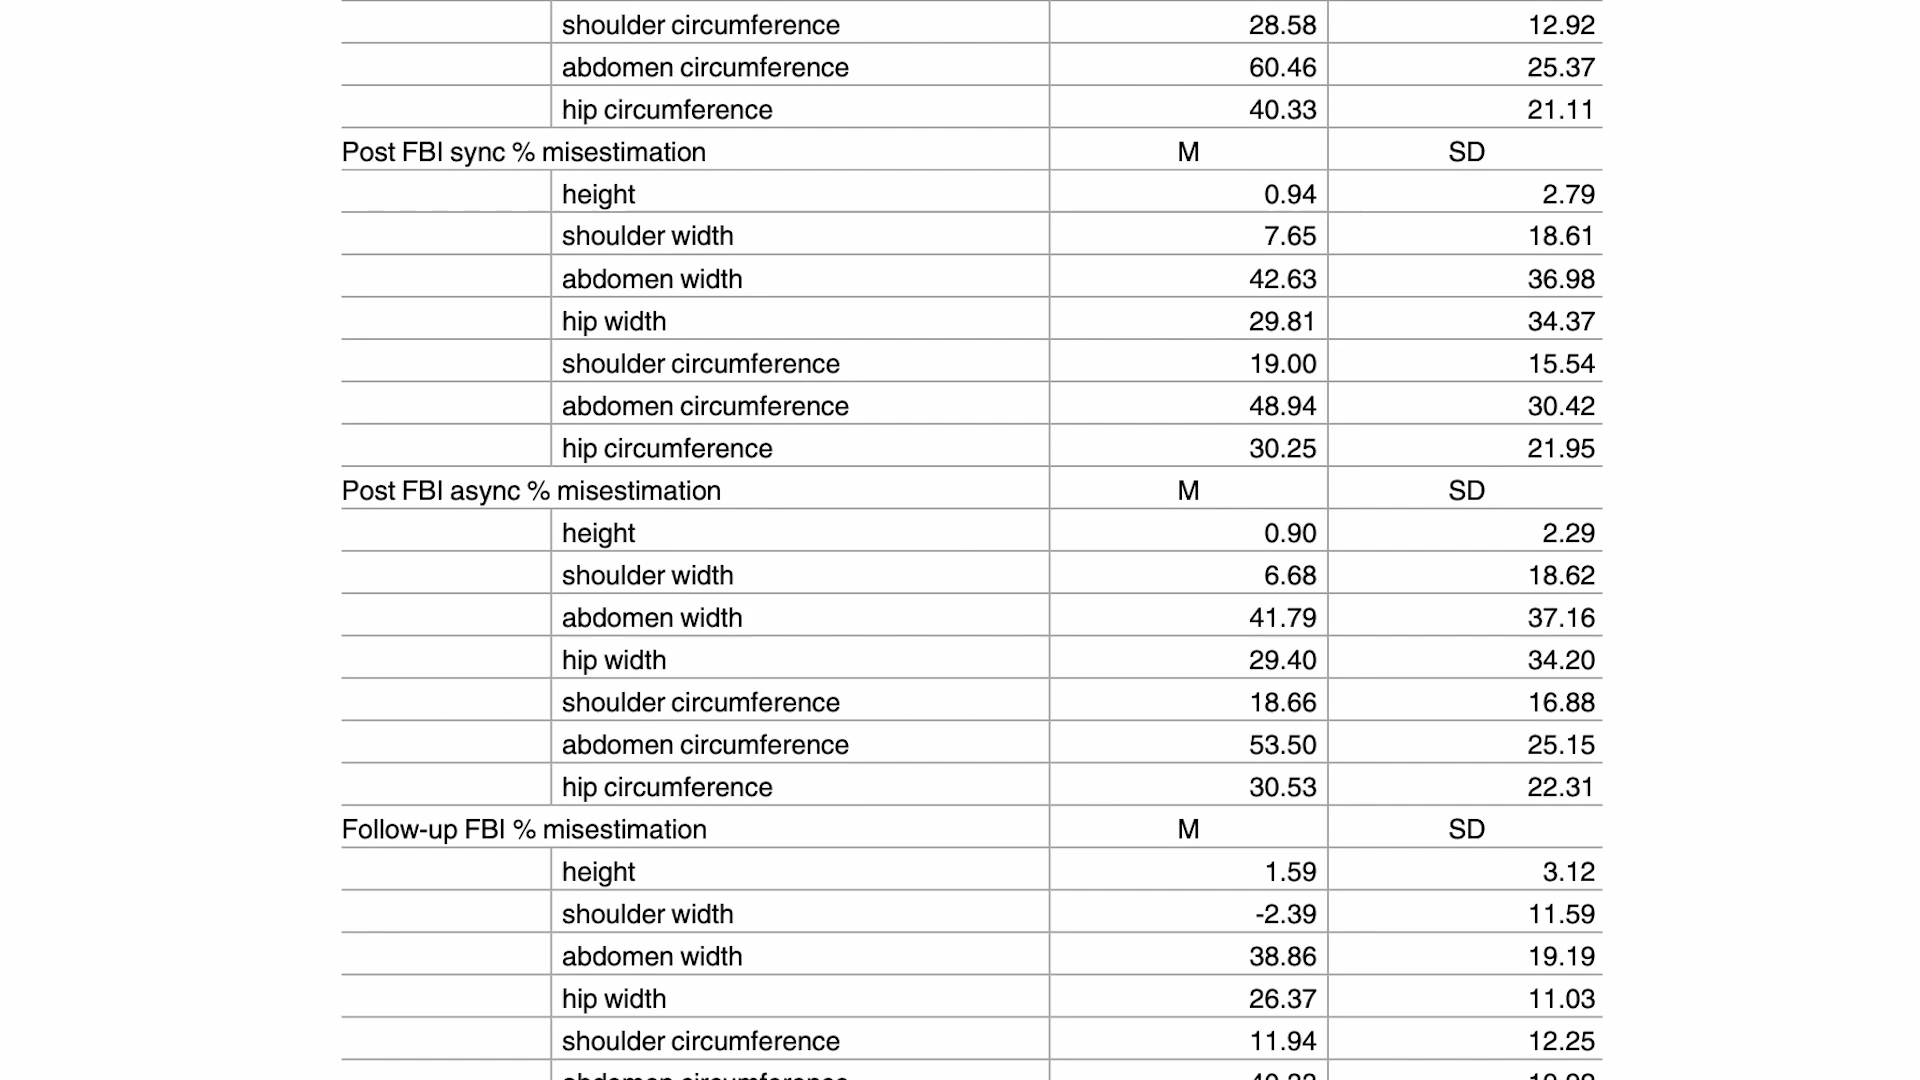 shoulder circumference 28.58 12.92
abdomen circumference 60.46 25.37
hip circumference 40.33 21.11
Post FBI sync % misestimation M SD
height 0.94 2.79
shoulder width 7.65 18.61
abdomen width 42.63 36.98
hip width 29.81 34.37
shoulder circumference 19.00 15.54
abdomen circumference 48.94 30.42
hip circumference 30.25 21.95
Post FBI async % misestimation M SD
height 0.90 2.29
shoulder width 6.68 18.62
abdomen width 41.79 37.16
hip width 29.40 34.20
shoulder circumference 18.66 16.88
abdomen circumference 53.50 25.15
hip circumference 30.53 22.31
Follow-up FBI % misestimation M SD
height 1.59 3.12
shoulder width -2.39 11.59
abdomen width 38.86 19.19
hip width 26.37 11.03
shoulder circumference 11.94 12.25
abdomen circumference